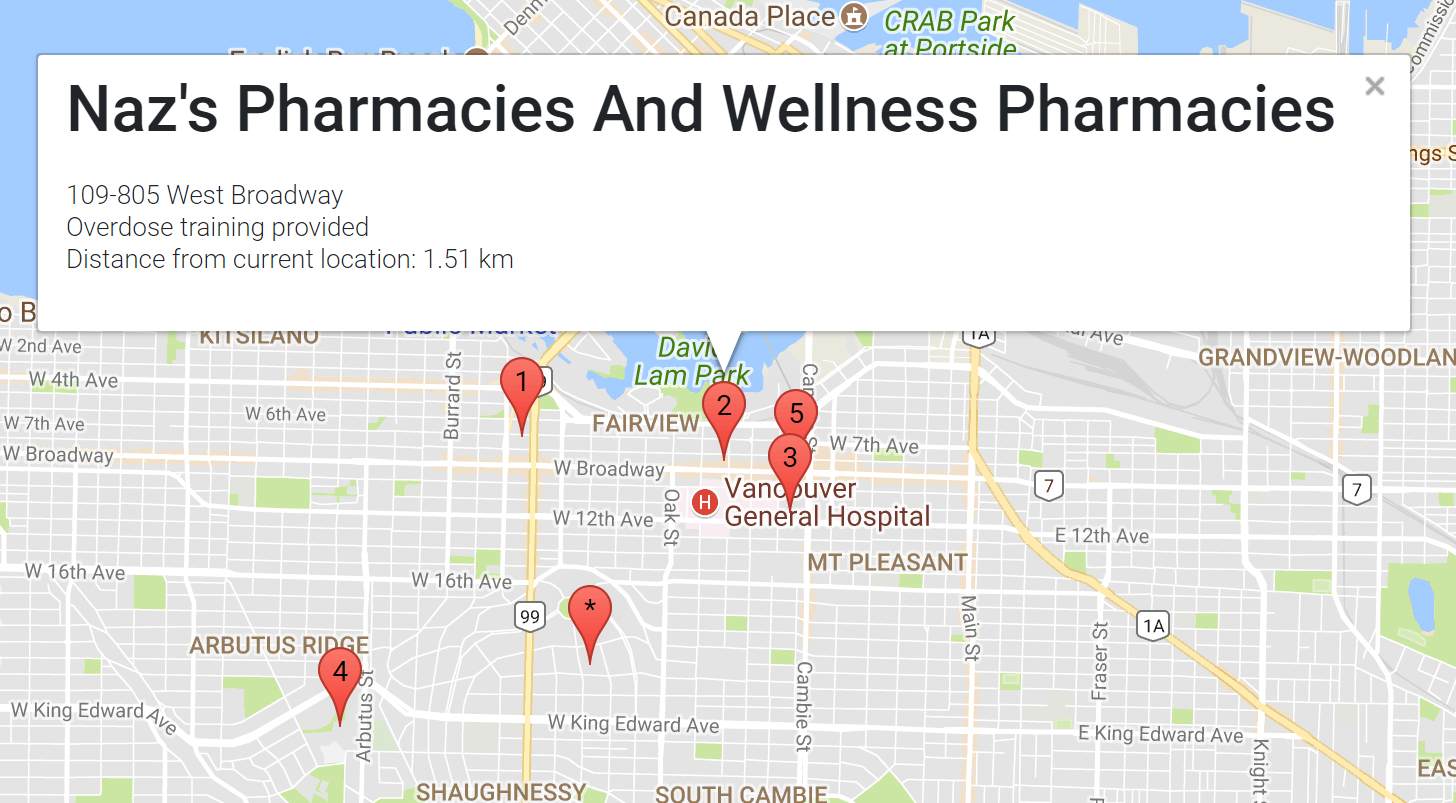 Canada Place
CRAB Park
at Portside
Naz's Pharmacies And Wellness Pharmacies
×
109-805 West Broadway
Overdose training provided
Distance from current location: 1.51 km
KITSILANO
W 2nd Ave
1A
Ave
GRANDVIEW-WOODLAN
David
Lam Park
W 4th Ave
Burrard St
1
2
5
W 6th Ave
FAIRVIEW
W 7th Ave
W 7th Ave
W Broadway
W Broadway
3
7
7
H
Vancouver
General Hospital
Oak St
W 12th Ave
E 12th Ave
MT PLEASANT
W 16th Ave
W 16th Ave
*
99
Main St
1A
Fraser St
ARBUTUS RIDGE
4
Arbutus St
Cambie St
W King Edward Ave
W King Edward Ave
E King Edward Ave
Knight
SHAUGHNESSY
SOUTH CAMBIE